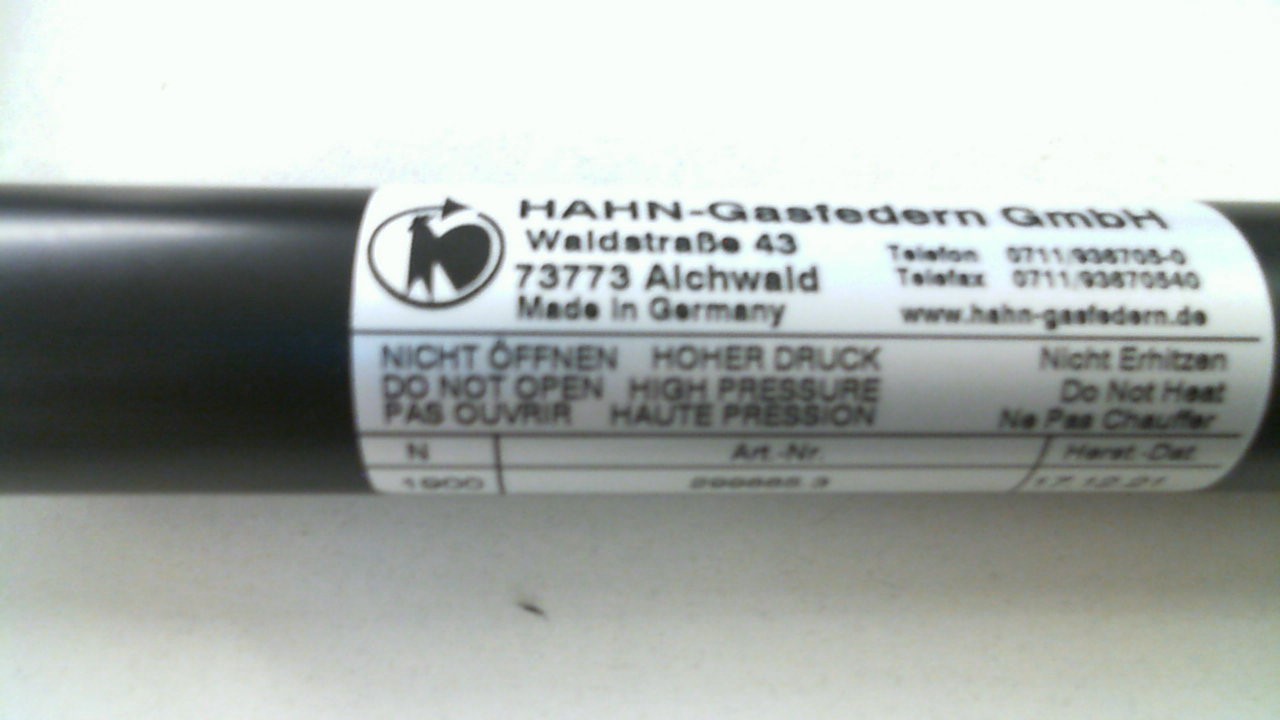 HAHN-Gasfedern GmbH
Waldstraße 43
73773 Aichwald
Made in Germany
Telefon 0711/936705-0
Telefax 0711/93670540
www.hahn-gasfedern.de
NICHT ÖFFNEN HOHER DRUCK Nicht Erhitzen
DO NOT OPEN HIGH PRESSURE Do Not Heat
PAS OUVRIR HAUTE PRESSION Ne Pas Chauffer
N Art.-Nr. Herst.-Dat
1900 17.12.21